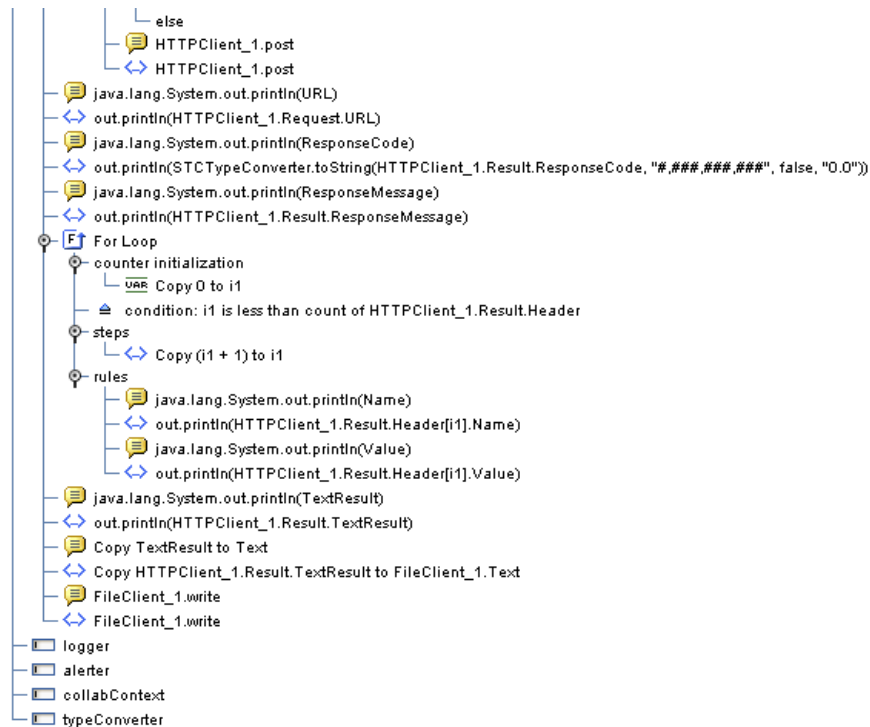 else
HTTPClient_1.post
HTTPClient_1.post
java.lang.System.out.println(URL)
out.println(HTTPClient_1.Request.URL)
java.lang.System.out.println(ResponseCode)
out.println(STCTypeConverter.toString(HTTPClient_1.Result.ResponseCode, "#,###,###,###", false, "0.0"))
java.lang.System.out.println(ResponseMessage)
out.println(HTTPClient_1.Result.ResponseMessage)
F For Loop
counter initialization
VAR Copy 0 to i1
condition: i1 is less than count of HTTPClient_1.Result.Header
steps
Copy (i1 + 1) to i1
rules
java.lang.System.out.println(Name)
out.println(HTTPClient_1.Result.Header[i1].Name)
java.lang.System.out.println(Value)
out.println(HTTPClient_1.Result.Header[i1].Value)
java.lang.System.out.println(TextResult)
out.println(HTTPClient_1.Result.TextResult)
Copy TextResult to Text
Copy HTTPClient_1.Result.TextResult to FileClient_1.Text
FileClient_1.write
FileClient_1.write
logger
alerter
collabContext
typeConverter